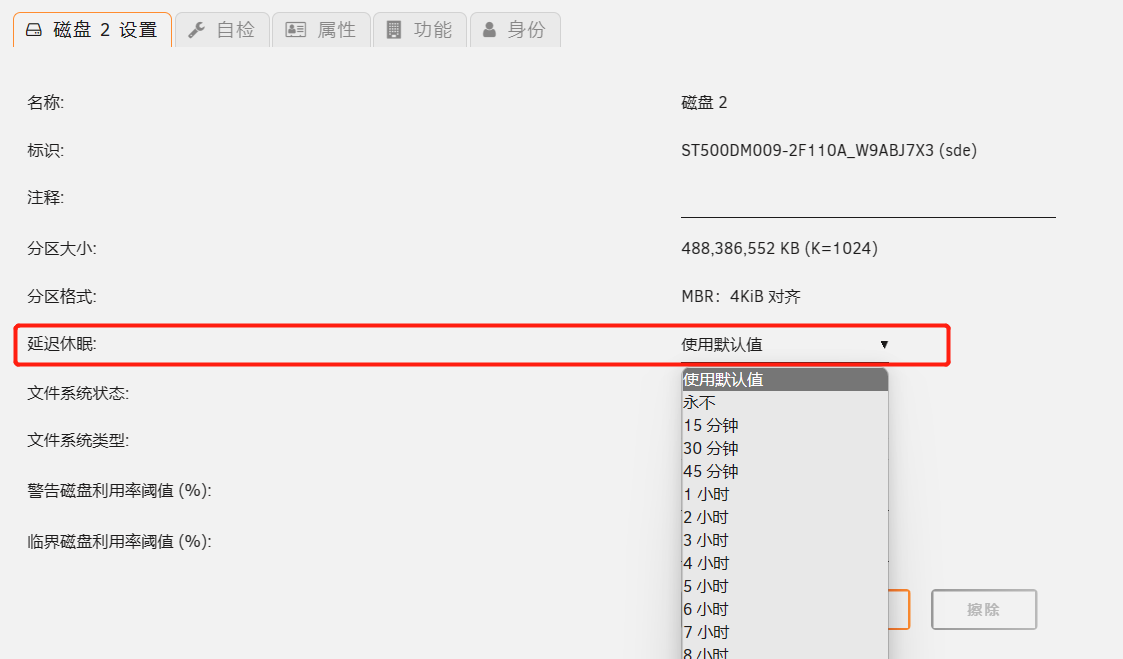 磁盘 2 设置 自检 属性 功能 身份
名称: 磁盘 2
标识: ST500DM009-2F110A_W9ABJ7X3 (sde)
注释:
分区大小: 488,386,552 KB (K=1024)
分区格式: MBR：4KiB 对齐
延迟休眠: 使用默认值
使用默认值
文件系统状态:
永不
15 分钟
文件系统类型:
30 分钟
45 分钟
警告磁盘利用率阈值 (%):
1 小时
2 小时
临界磁盘利用率阈值 (%):
3 小时
4 小时
5 小时
6 小时
擦除
7 小时
8 小时